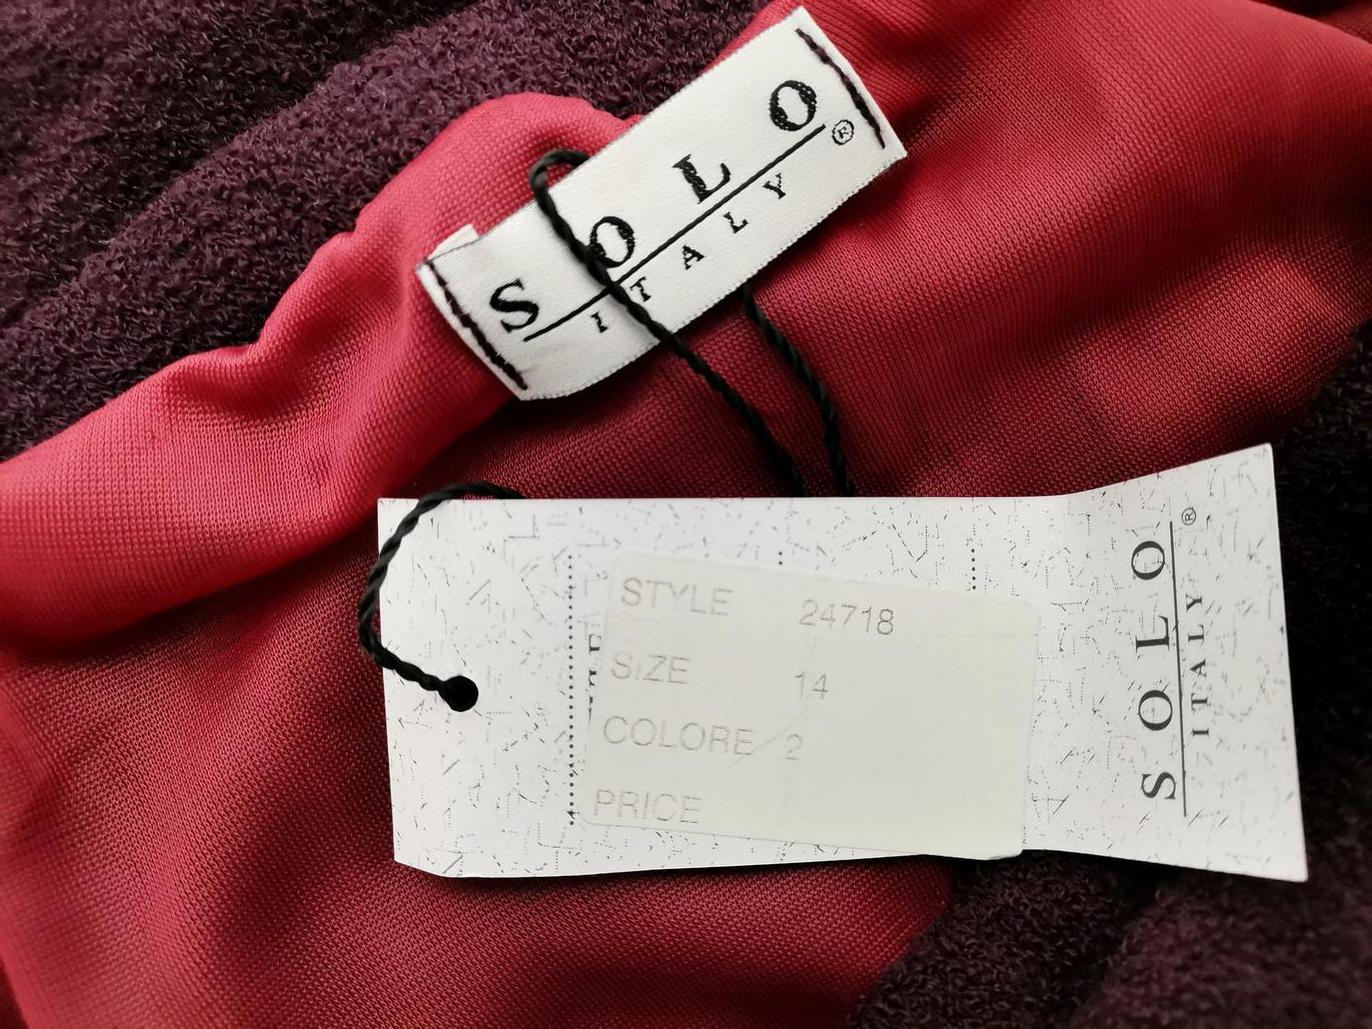 SOLO ®
ITALY
STYLE 24718
SIZE 14
COLORE 2
PRICE
SOLO ®
ITALY